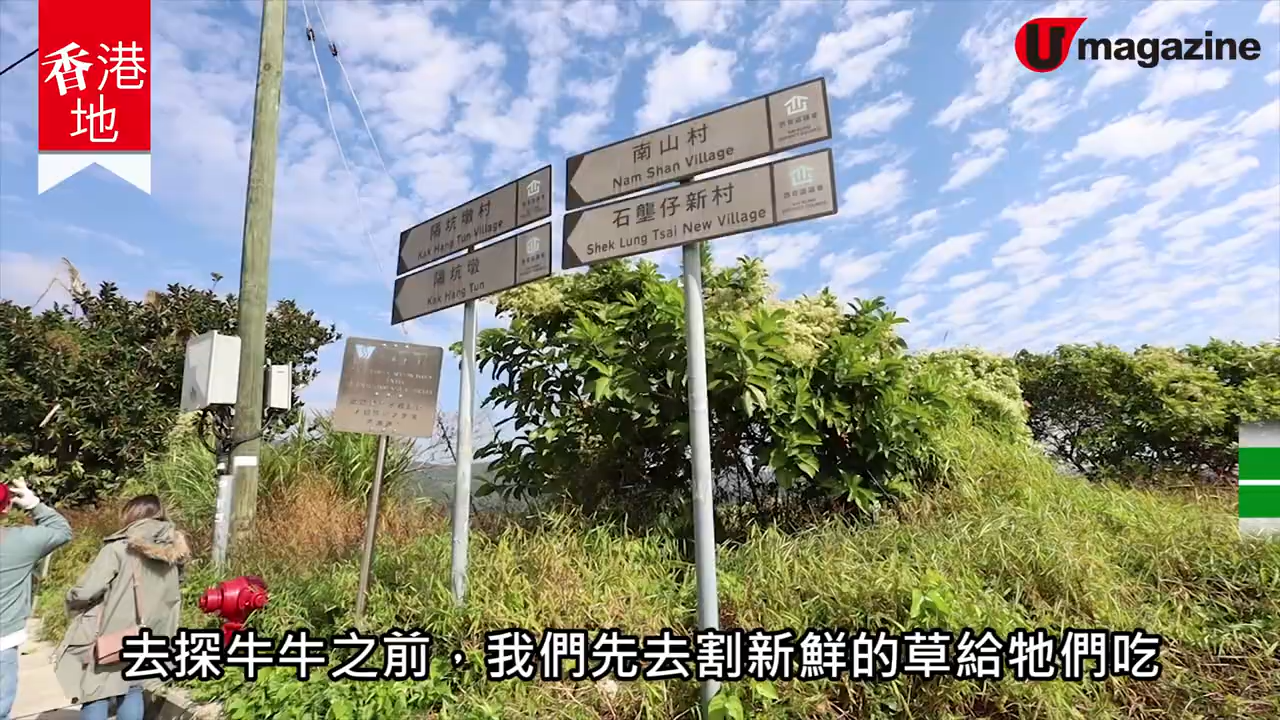 香港
地
U magazine
南山村
Nam Shan Village
石壟仔新村
Shek Lung Tsai New Village
隔坑墩村
Kak Hang Tun Village
隔坑墩
Kak Hang Tun
去探牛牛之前，我們先去割新鮮的草給牠們吃